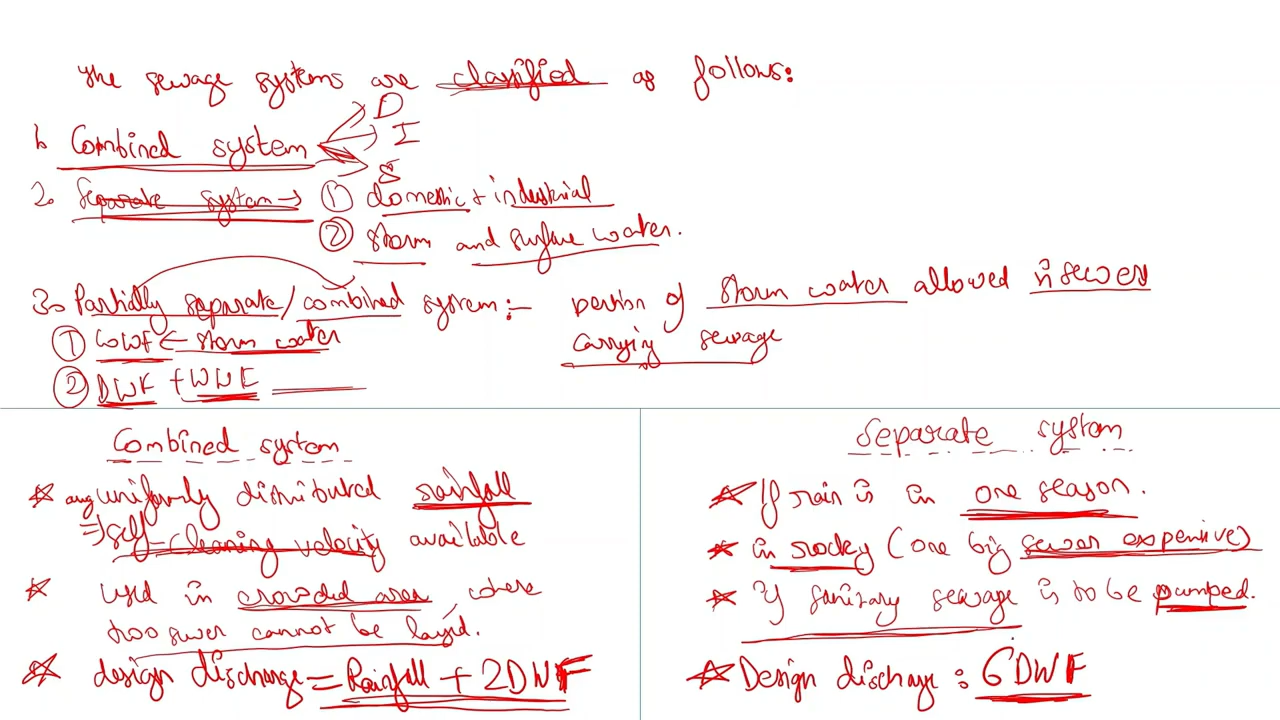 The sewage systems are classified as follows:
1. Combined system D
I
S
2. Separate system → ① domestic + industrial
② storm and surface water.
3. Partially separate / combined system :- portion of storm water allowed in sewers
carrying sewage
① WWF ← storm water
② DWF + WWF
Combined system
☆ avg uniformly distributed rainfall
⇒ self-cleaning velocity available
☆ used in crowded area, where
two sewer cannot be layed.
☆ design discharge = Rainfall + 2DWF
Separate system
☆ If rain is in one season.
☆ in rocky (one big sewer expensive)
☆ if sanitary sewage is to be pumped.
☆ Design discharge : 6DWF